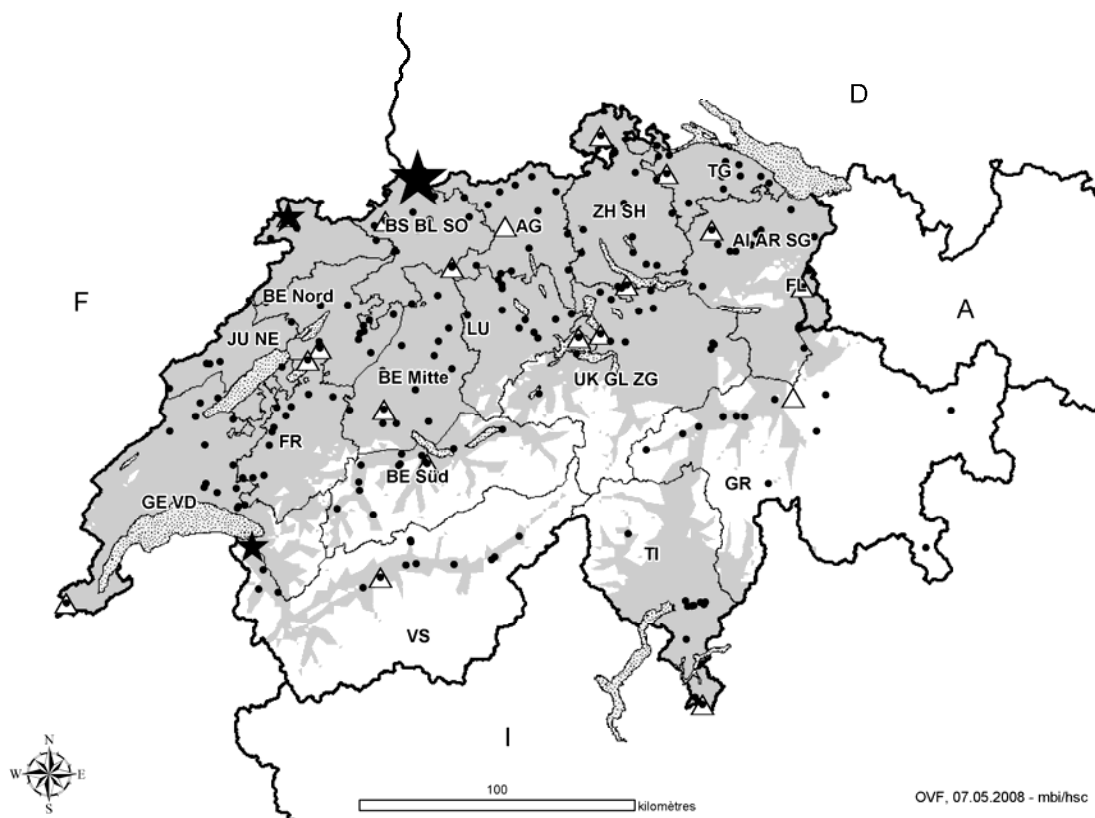 D
TG
BS BL SO
AG
ZH SH
AI AR SG
F
BE Nord
FL
A
JU NE
LU
BE Mitte
UK GL ZG
FR
BE Süd
GR
GE VD
TI
VS
I
N
W E
S
100
kilomètres
OVF, 07.05.2008 - mbi/hsc